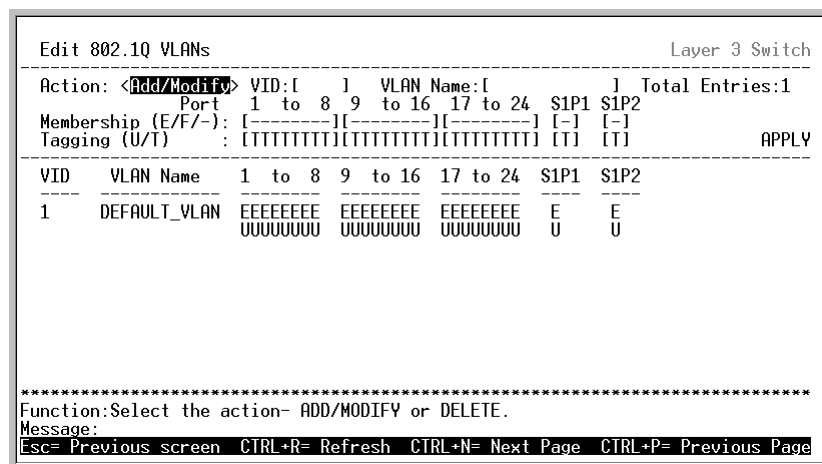 Edit 802.1Q VLANs Layer 3 Switch
Action: <Add/Modify> VID:[ ] VLAN Name:[ ] Total Entries:1
Port 1 to 8 9 to 16 17 to 24 S1P1 S1P2
Membership (E/F/-): [--------][--------][--------] [-] [-]
Tagging (U/T) : [TTTTTTTT][TTTTTTTT][TTTTTTTT] [T] [T] APPLY
VID VLAN Name 1 to 8 9 to 16 17 to 24 S1P1 S1P2
1 DEFAULT_VLAN EEEEEEEE EEEEEEEE EEEEEEEE E E
UUUUUUUU UUUUUUUU UUUUUUUU U U
Function:Select the action- ADD/MODIFY or DELETE.
Message:
Esc= Previous screen CTRL+R= Refresh CTRL+N= Next Page CTRL+P= Previous Page